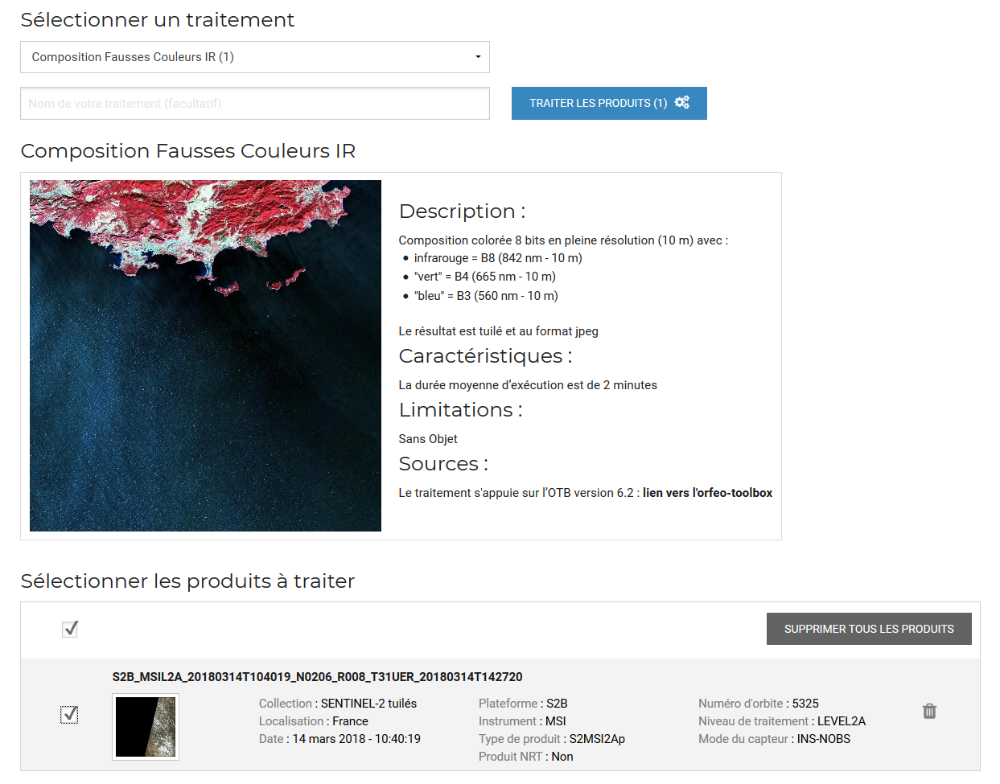 Sélectionner un traitement
Composition Fausses Couleurs IR (1)
Nom de votre traitement (facultatif)
TRAITER LES PRODUITS (1)
Composition Fausses Couleurs IR
Description :
Composition colorée 8 bits en pleine résolution (10 m) avec :
• infrarouge = B8 (842 nm - 10 m)
• "vert" = B4 (665 nm - 10 m)
• "bleu" = B3 (560 nm - 10 m)
Le résultat est tuilé et au format jpeg
Caractéristiques :
La durée moyenne d’exécution est de 2 minutes
Limitations :
Sans Objet
Sources :
Le traitement s'appuie sur l’OTB version 6.2 : lien vers l'orfeo-toolbox
Sélectionner les produits à traiter
SUPPRIMER TOUS LES PRODUITS
S2B_MSIL2A_20180314T104019_N0206_R008_T31UER_20180314T142720
Collection : SENTINEL-2 tuilés
Localisation : France
Date : 14 mars 2018 - 10:40:19
Plateforme : S2B
Instrument : MSI
Type de produit : S2MSI2Ap
Produit NRT : Non
Numéro d'orbite : 5325
Niveau de traitement : LEVEL2A
Mode du capteur : INS-NOBS